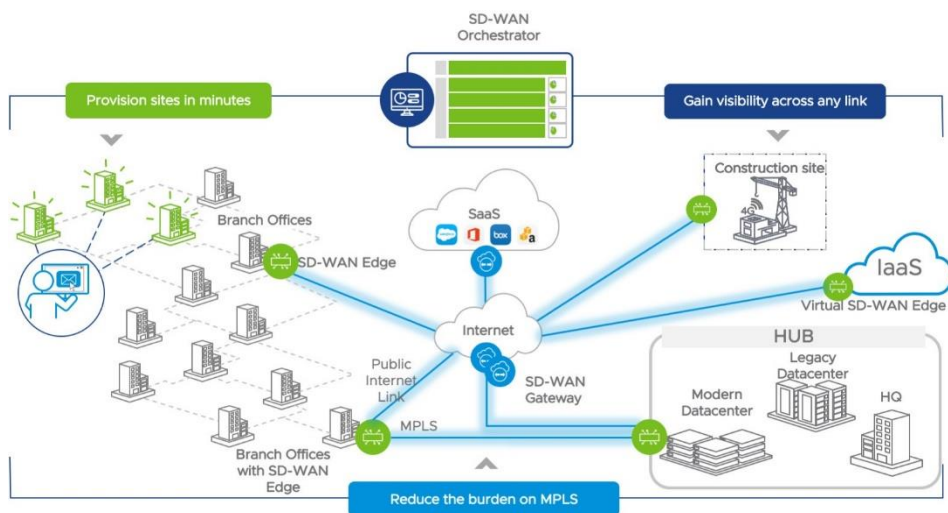 SD-WAN
Orchestrator
Provision sites in minutes
Gain visibility across any link
Construction site
4G
Branch Offices
SaaS
box
a
SD-WAN Edge
IaaS
Virtual SD-WAN Edge
Internet
HUB
Public
Internet
Link
SD-WAN
Gateway
Legacy
Datacenter
Modern
Datacenter
HQ
MPLS
Branch Offices
with SD-WAN
Edge
Reduce the burden on MPLS